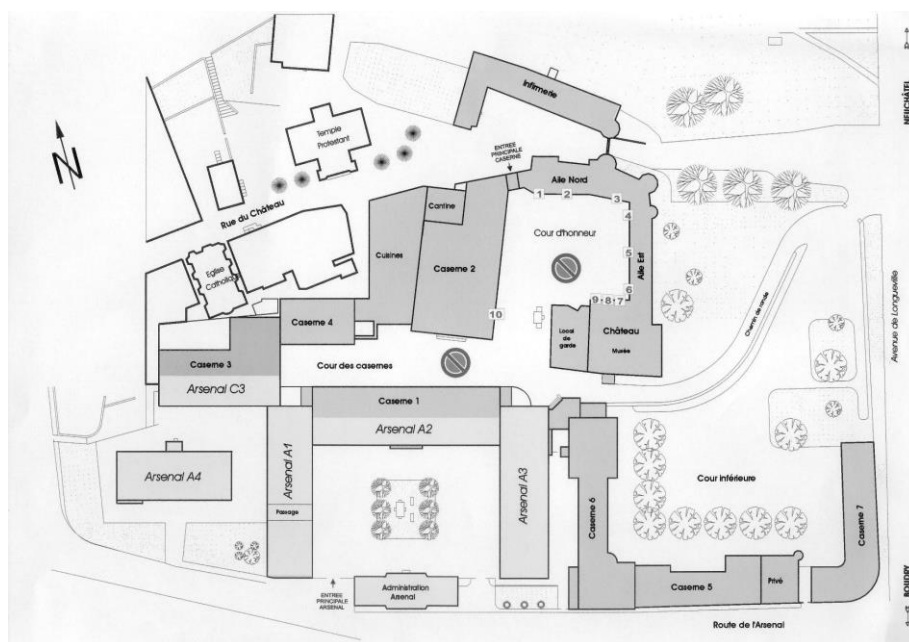 NEUCHÂTEL
N
Infirmerie
Temple
Protestant
ENTREE
PRINCIPALE
CASERNE
Aile Nord
1
2
3
4
Rue du Château
Cantine
Cour d'honneur
Cuisines
Caserne 2
5
Aile Est
Eglise
Catholique
6
9
8
7
10
Chemin de ronde
Avenue de Longueville
Caserne 4
Local
de
garde
Château
Musée
Caserne 3
Cour des casernes
Arsenal C3
Caserne 1
Arsenal A2
Arsenal A1
Arsenal A3
Arsenal A4
Passage
Cour intérieure
Caserne 6
Caserne 7
Caserne 5
Privé
ENTREE
PRINCIPALE
ARSENAL
Administration
Arsenal
BOUDRY
Route de l'Arsenal